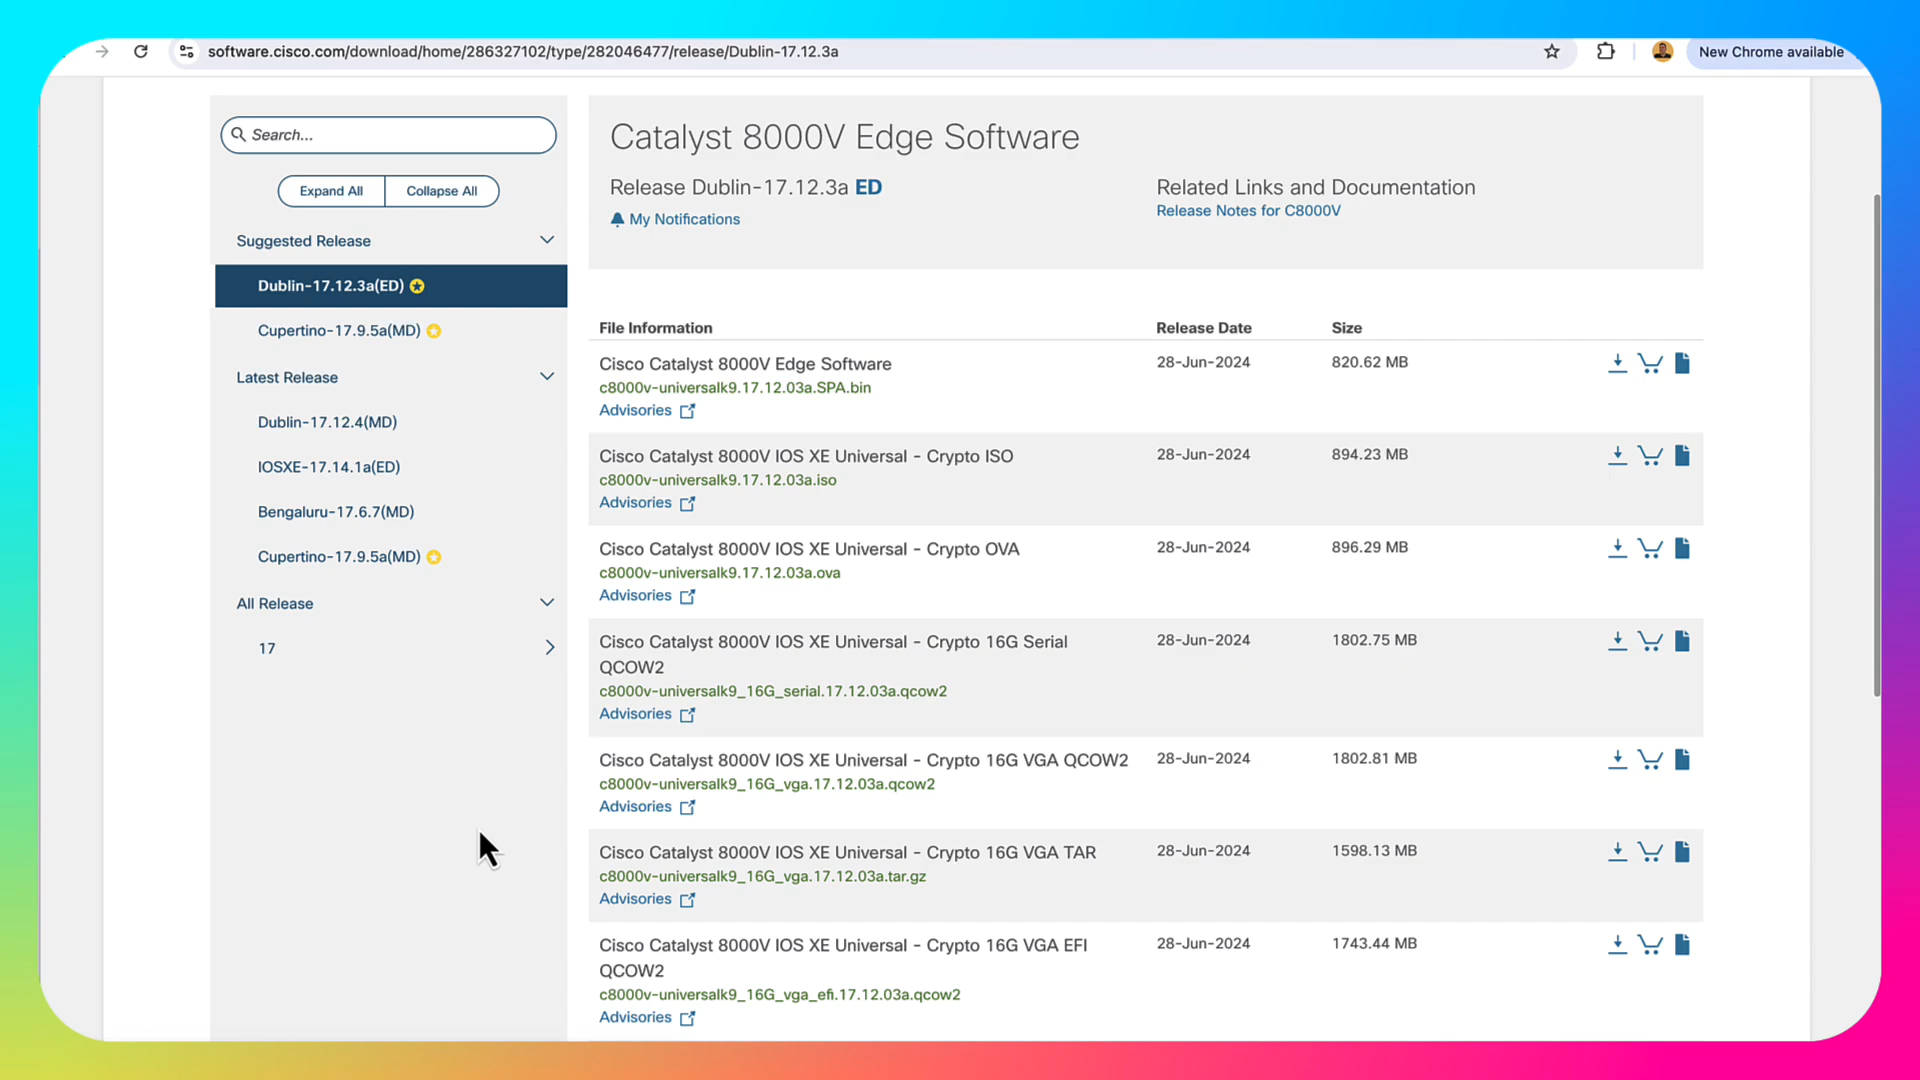 software.cisco.com/download/home/286327102/type/282046477/release/Dublin-17.12.3a
New Chrome available
Search...
Expand All
Collapse All
Suggested Release
Dublin-17.12.3a(ED)
Cupertino-17.9.5a(MD)
Latest Release
Dublin-17.12.4(MD)
IOSXE-17.14.1a(ED)
Bengaluru-17.6.7(MD)
Cupertino-17.9.5a(MD)
All Release
17
Catalyst 8000V Edge Software
Release Dublin-17.12.3a ED
My Notifications
Related Links and Documentation
Release Notes for C8000V
File Information Release Date Size
Cisco Catalyst 8000V Edge Software 28-Jun-2024 820.62 MB
c8000v-universalk9.17.12.03a.SPA.bin
Advisories
Cisco Catalyst 8000V IOS XE Universal - Crypto ISO 28-Jun-2024 894.23 MB
c8000v-universalk9.17.12.03a.iso
Advisories
Cisco Catalyst 8000V IOS XE Universal - Crypto OVA 28-Jun-2024 896.29 MB
c8000v-universalk9.17.12.03a.ova
Advisories
Cisco Catalyst 8000V IOS XE Universal - Crypto 16G Serial 28-Jun-2024 1802.75 MB
QCOW2
c8000v-universalk9_16G_serial.17.12.03a.qcow2
Advisories
Cisco Catalyst 8000V IOS XE Universal - Crypto 16G VGA QCOW2 28-Jun-2024 1802.81 MB
c8000v-universalk9_16G_vga.17.12.03a.qcow2
Advisories
Cisco Catalyst 8000V IOS XE Universal - Crypto 16G VGA TAR 28-Jun-2024 1598.13 MB
c8000v-universalk9_16G_vga.17.12.03a.tar.gz
Advisories
Cisco Catalyst 8000V IOS XE Universal - Crypto 16G VGA EFI 28-Jun-2024 1743.44 MB
QCOW2
c8000v-universalk9_16G_vga_efi.17.12.03a.qcow2
Advisories